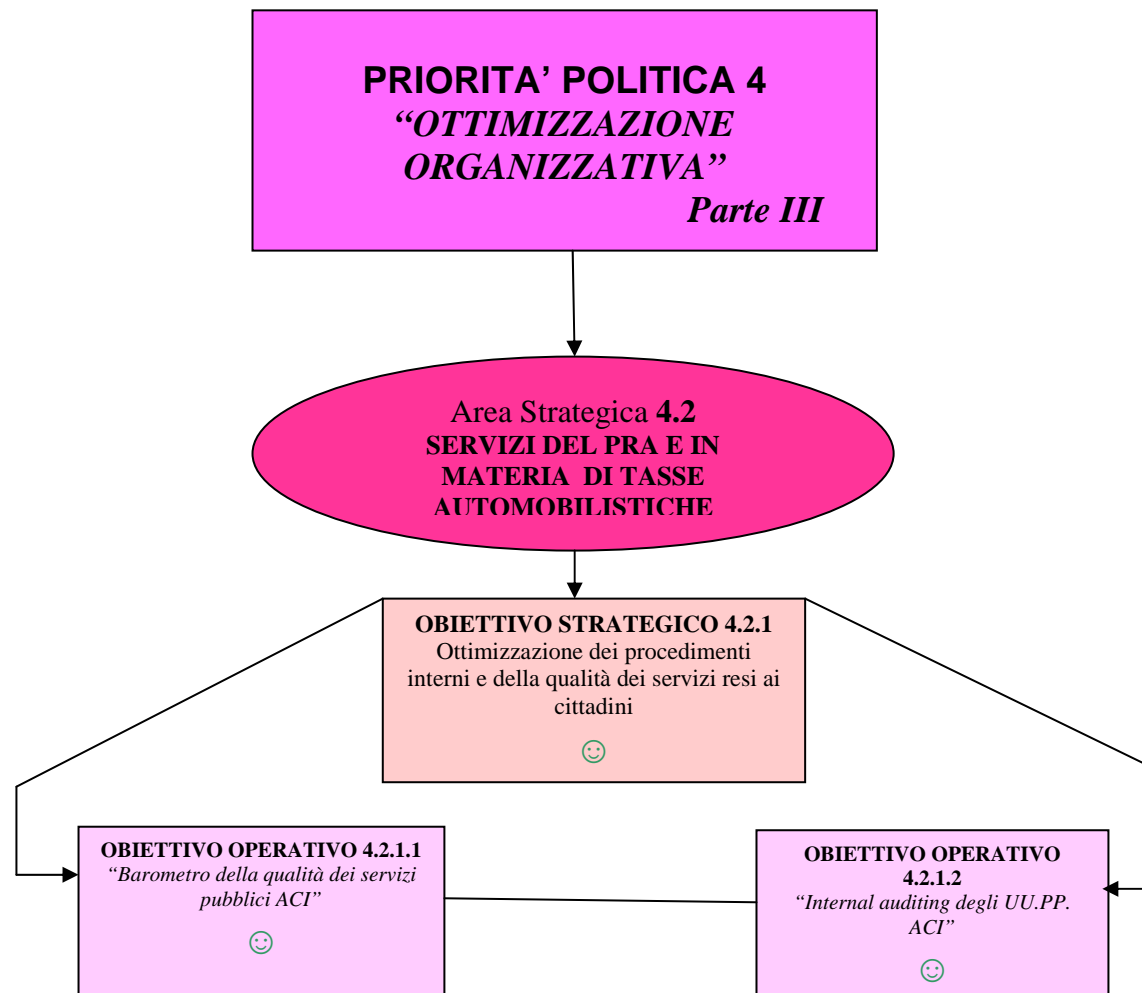 PRIORITA’ POLITICA 4
“OTTIMIZZAZIONE
ORGANIZZATIVA”
Parte III
Area Strategica 4.2
SERVIZI DEL PRA E IN
MATERIA DI TASSE
AUTOMOBILISTICHE
OBIETTIVO STRATEGICO 4.2.1
Ottimizzazione dei procedimenti
interni e della qualità dei servizi resi ai
cittadini
OBIETTIVO OPERATIVO 4.2.1.1
“Barometro della qualità dei servizi
pubblici ACI”
OBIETTIVO OPERATIVO
4.2.1.2
“Internal auditing degli UU.PP.
ACI”